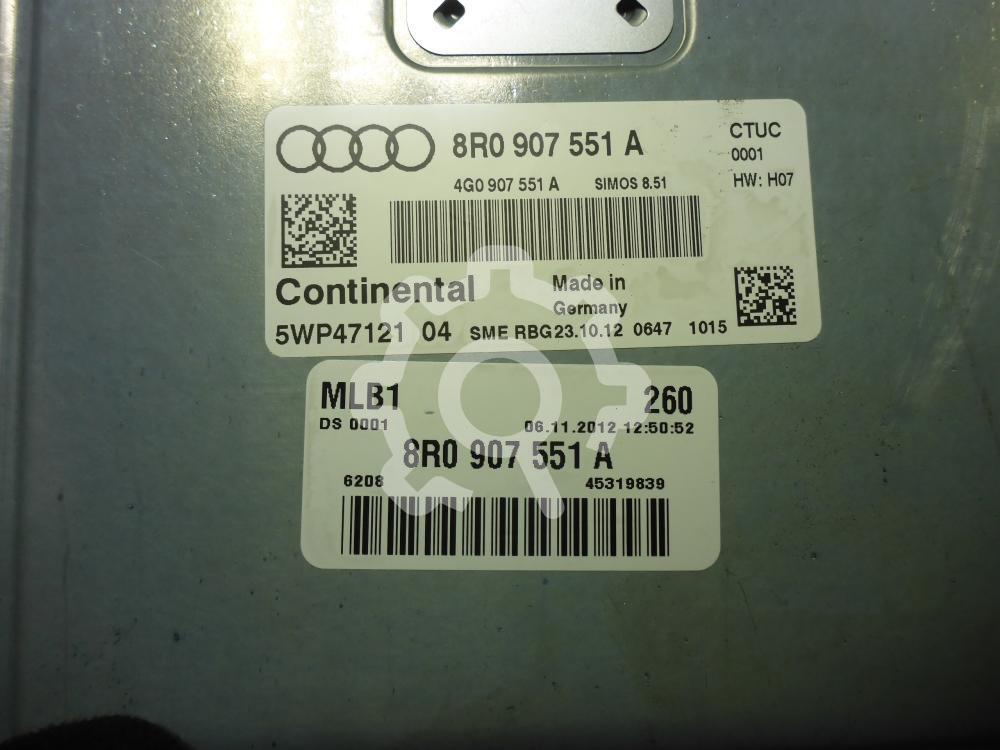 8R0 907 551 A
CTUC
0001
4G0 907 551 A SIMOS 8.51
HW: H07
Continental
Made in
Germany
5WP47121 04 SME RBG23.10.12 0647 1015
MLB1 260
DS 0001 06.11.2012 12:50:52
8R0 907 551 A
6208 45319839